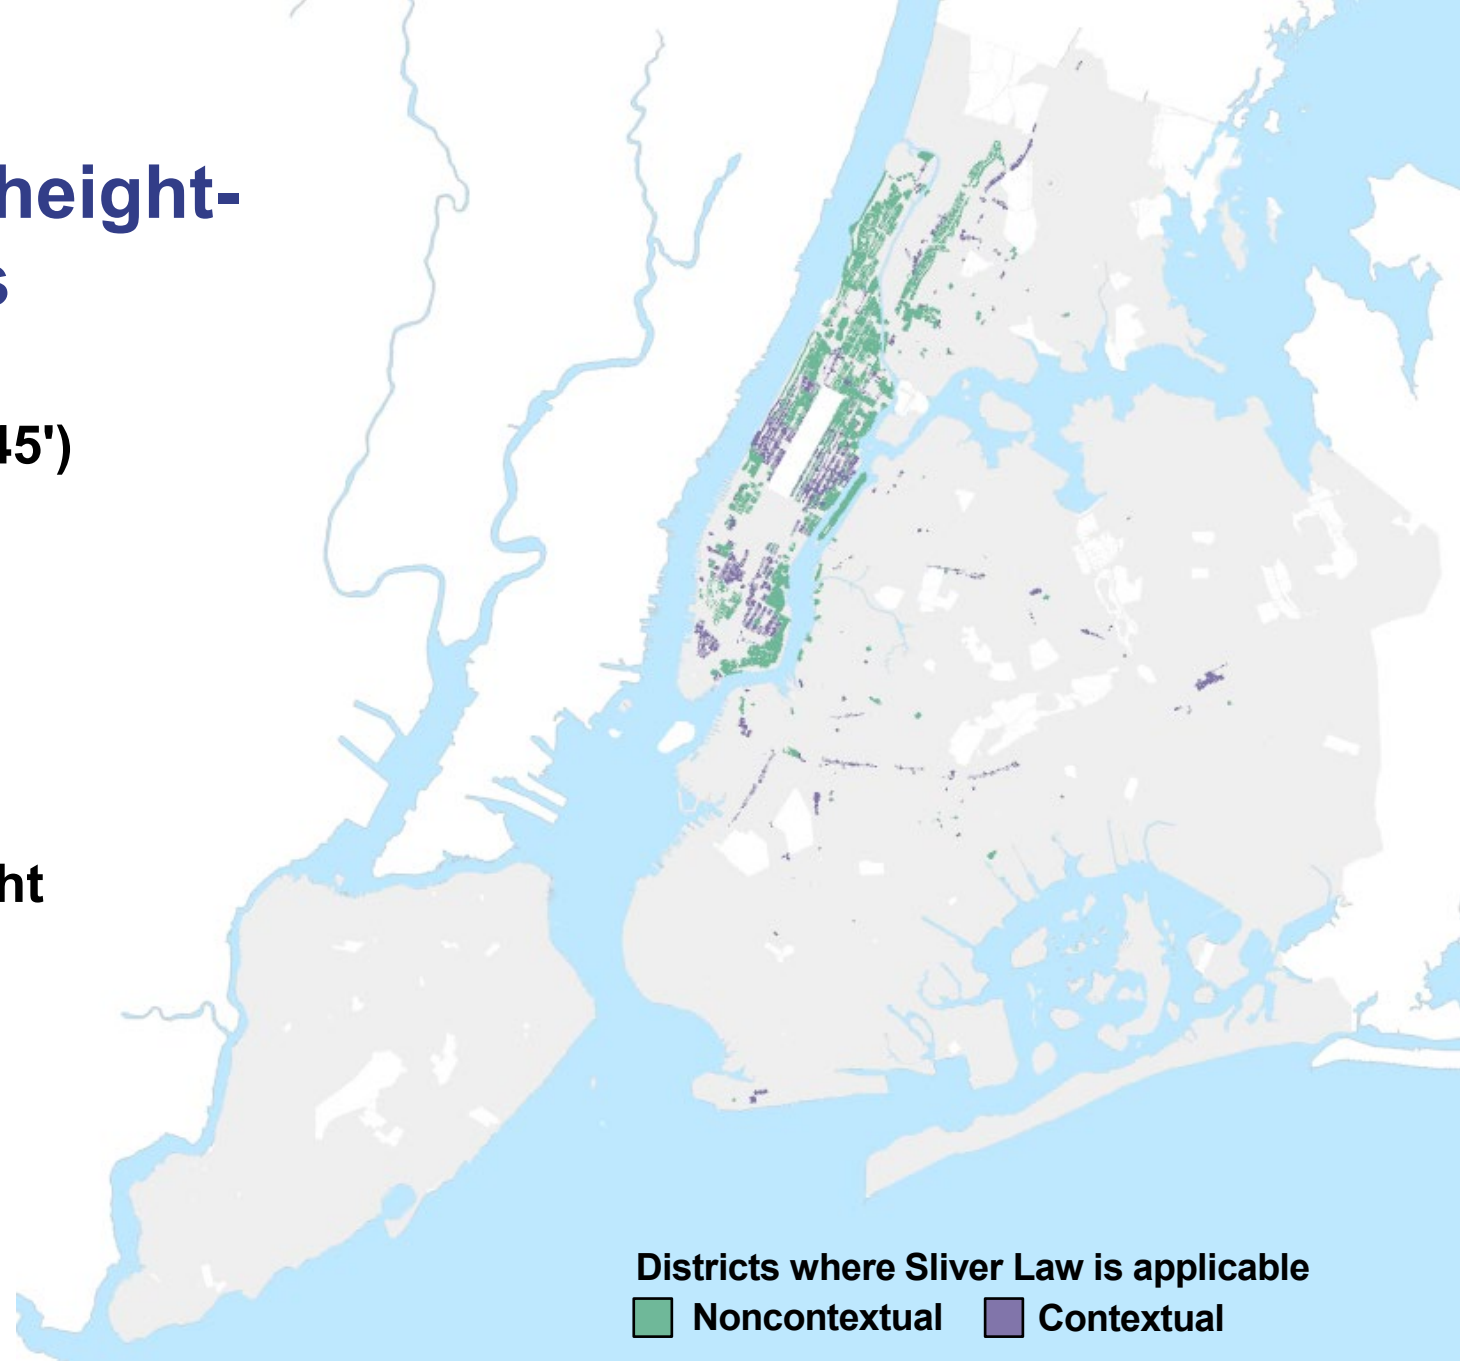 height-
s
45')
ht
Districts where Sliver Law is applicable
Noncontextual Contextual